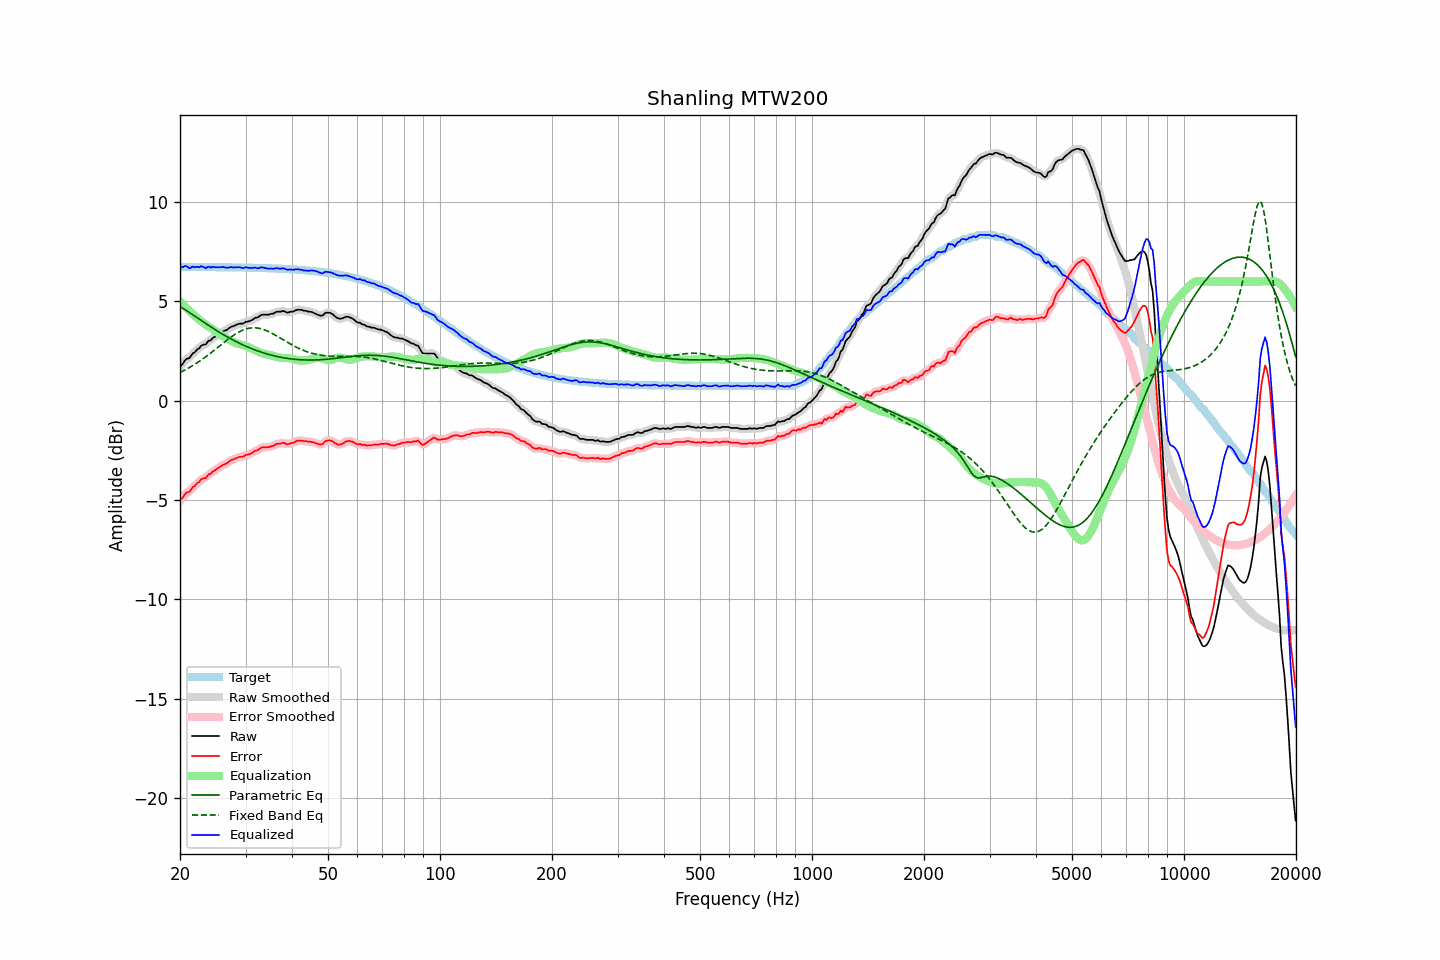 Shanling MTW200
Amplitude (dBr)
10
5
0
−5
−10
−15
−20
Target
Raw Smoothed
Error Smoothed
Raw
Error
Equalization
Parametric Eq
Fixed Band Eq
Equalized
20 50 100 200 500 1000 2000 5000 10000 20000
Frequency (Hz)